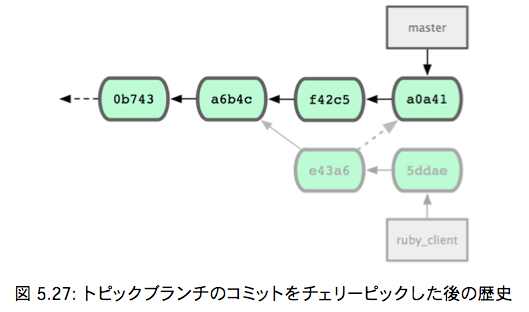 master
0b743
a6b4c
f42c5
a0a41
e43a6
5ddae
ruby_client
図 5.27: トピックブランチのコミットをチェリーピックした後の歴史